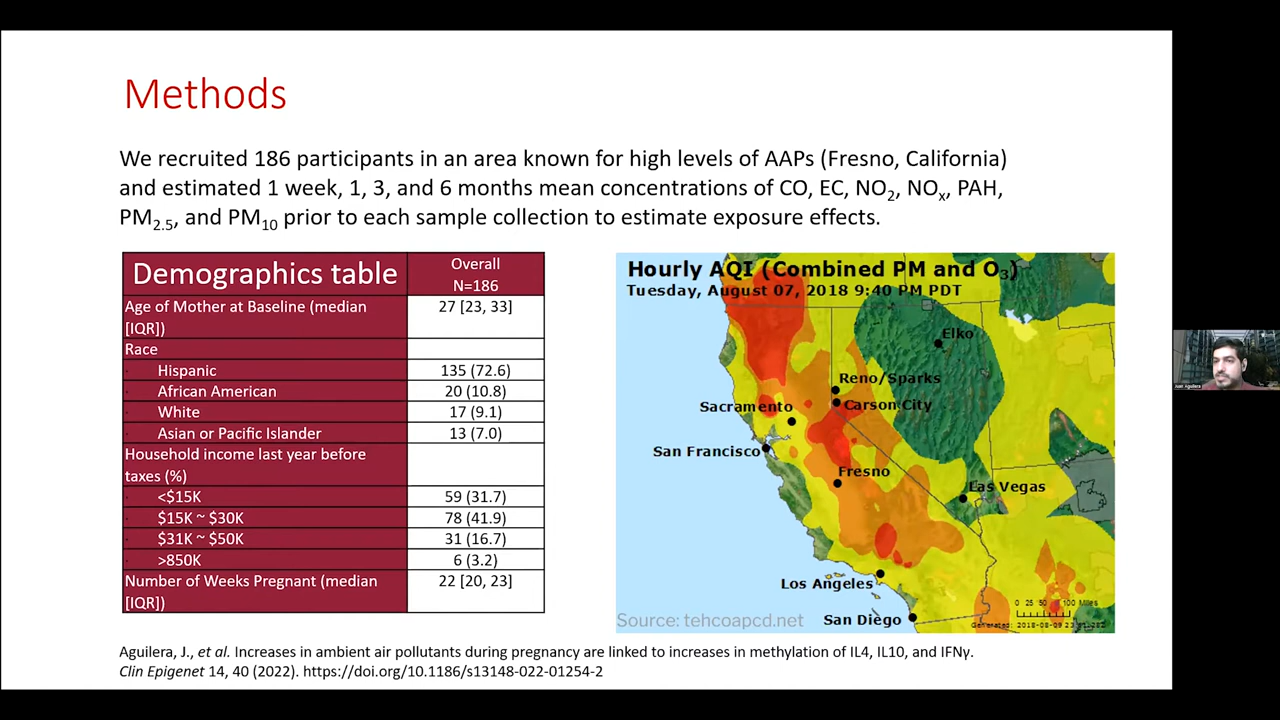 Methods
We recruited 186 participants in an area known for high levels of AAPs (Fresno, California)
and estimated 1 week, 1, 3, and 6 months mean concentrations of CO, EC, NO2, NOx, PAH,
PM2.5, and PM10 prior to each sample collection to estimate exposure effects.
Demographics table Overall N=186
Age of Mother at Baseline (median [IQR]) 27 [23, 33]
Race
Hispanic 135 (72.6)
African American 20 (10.8)
White 17 (9.1)
Asian or Pacific Islander 13 (7.0)
Household income last year before taxes (%)
<$15K 59 (31.7)
$15K ~ $30K 78 (41.9)
$31K ~ $50K 31 (16.7)
>850K 6 (3.2)
Number of Weeks Pregnant (median [IQR]) 22 [20, 23]
Hourly AQI (Combined PM and O3)
Tuesday, August 07, 2018 9:40 PM PDT
Elko
Reno/Sparks
Sacramento
Carson City
San Francisco
Fresno
Las Vegas
Los Angeles
0 25 50 100 Miles
Source: tehcoapcd.net
San Diego
Aguilera, J., et al. Increases in ambient air pollutants during pregnancy are linked to increases in methylation of IL4, IL10, and IFNγ.
Clin Epigenet 14, 40 (2022). https://doi.org/10.1186/s13148-022-01254-2
Juan Aguilera